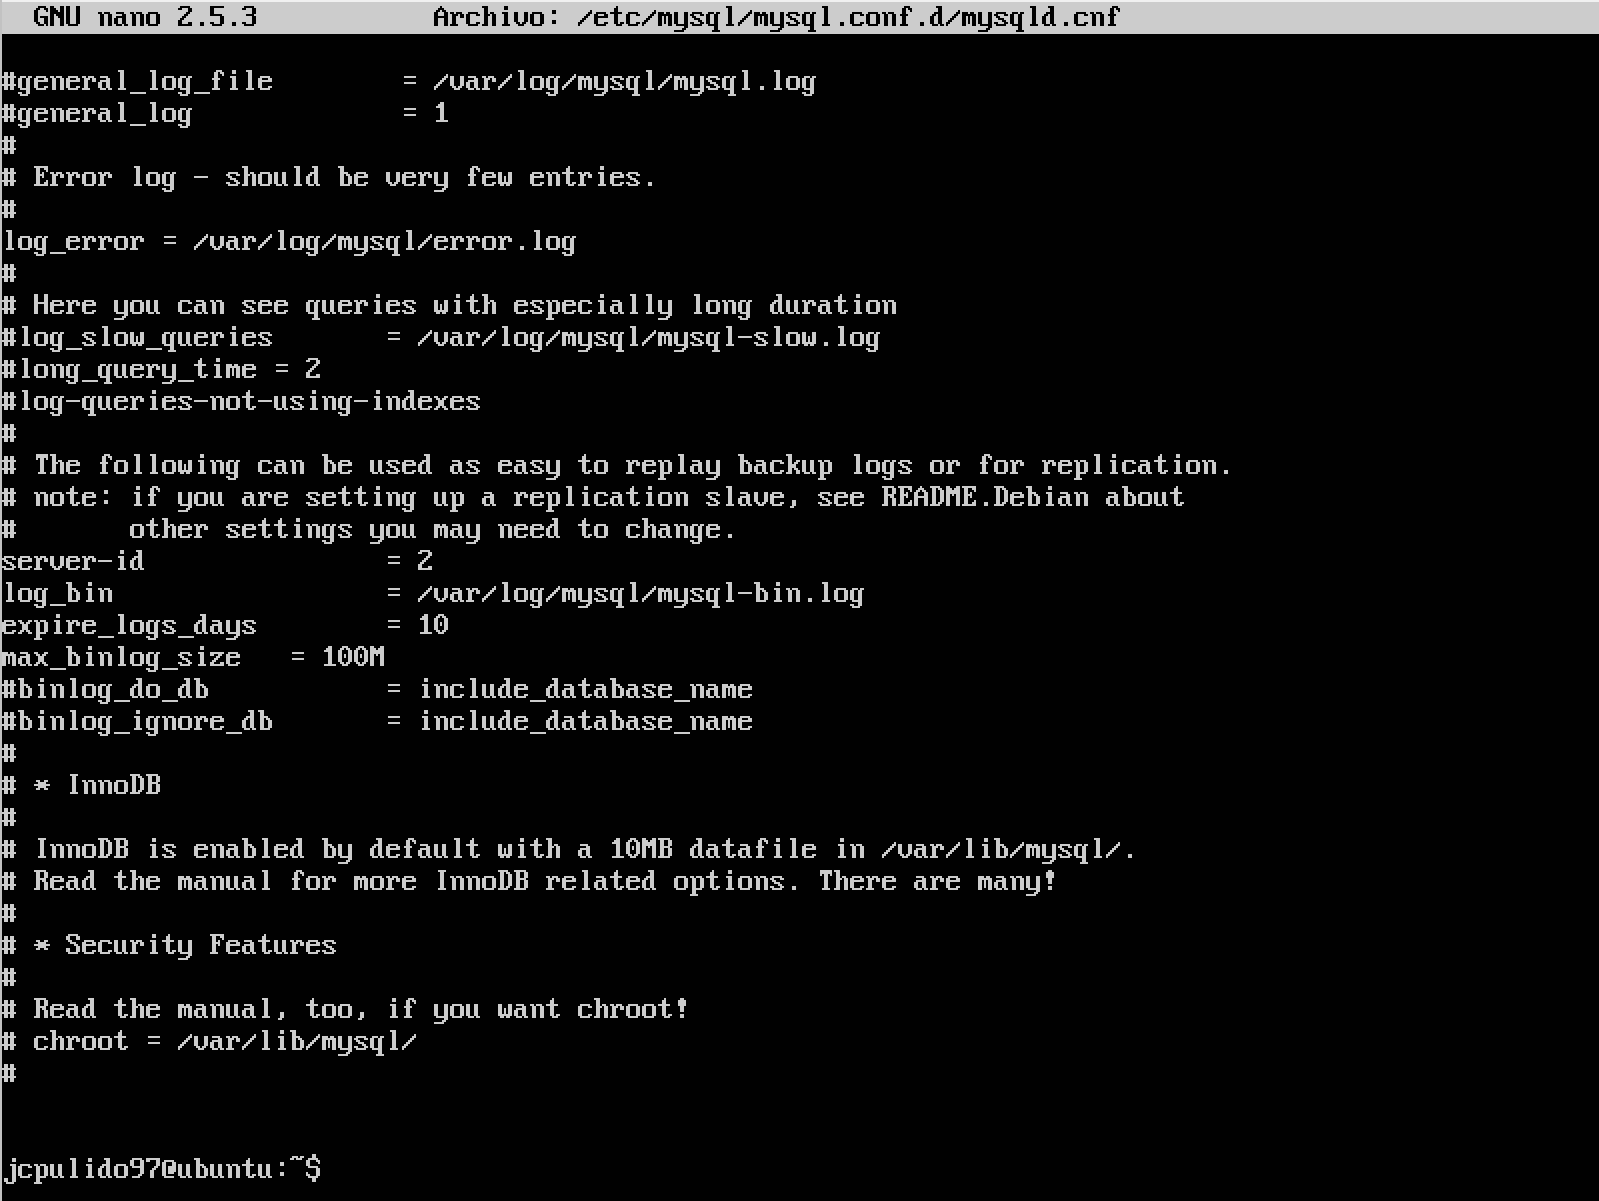 GNU nano 2.5.3 Archivo: /etc/mysql/mysql.conf.d/mysqld.cnf
#general_log_file = /var/log/mysql/mysql.log
#general_log = 1
#
# Error log - should be very few entries.
#
log_error = /var/log/mysql/error.log
#
# Here you can see queries with especially long duration
#log_slow_queries = /var/log/mysql/mysql-slow.log
#long_query_time = 2
#log-queries-not-using-indexes
#
# The following can be used as easy to replay backup logs or for replication.
# note: if you are setting up a replication slave, see README.Debian about
# other settings you may need to change.
server-id = 2
log_bin = /var/log/mysql/mysql-bin.log
expire_logs_days = 10
max_binlog_size = 100M
#binlog_do_db = include_database_name
#binlog_ignore_db = include_database_name
#
# * InnoDB
#
# InnoDB is enabled by default with a 10MB datafile in /var/lib/mysql/.
# Read the manual for more InnoDB related options. There are many!
#
# * Security Features
#
# Read the manual, too, if you want chroot!
# chroot = /var/lib/mysql/
#
jcpulido97@ubuntu:~$